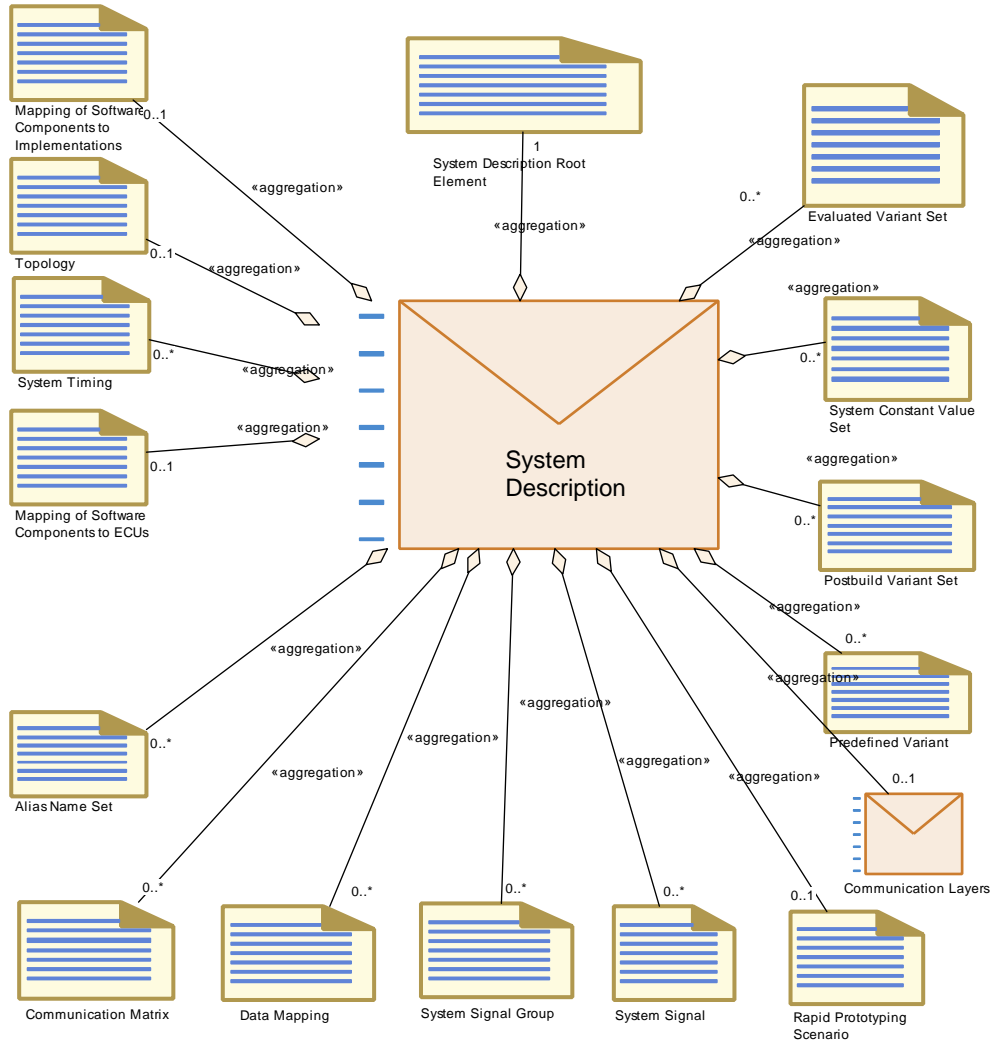 Mapping of Software
Components to
Implementations
0..1
«aggregation»
1
System Description Root
Element
«aggregation»
0..*
Evaluated Variant Set
«aggregation»
Topology
0..1
«aggregation»
System Timing
0..*
«aggregation»
«aggregation»
0..*
System Constant Value
Set
Mapping of Software
Components to ECUs
0..1
«aggregation»
System
Description
«aggregation»
0..*
Postbuild Variant Set
«aggregation»
0..*
Predefined Variant
«aggregation»
0..1
Communication Layers
«aggregation»
0..*
Alias Name Set
«aggregation»
0..*
Communication Matrix
«aggregation»
0..*
Data Mapping
«aggregation»
0..*
System Signal Group
«aggregation»
0..*
System Signal
«aggregation»
0..1
Rapid Prototyping
Scenario